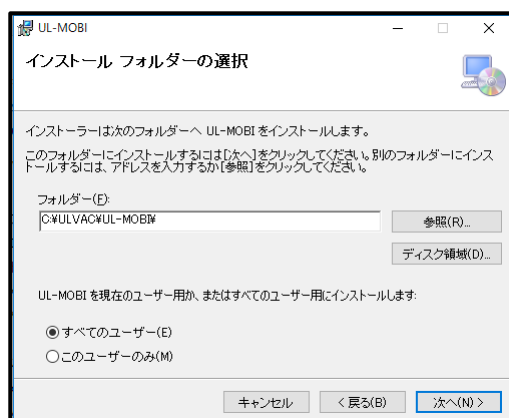 UL-MOBI
インストール フォルダーの選択
インストーラーは次のフォルダーへ UL-MOBI をインストールします。
このフォルダーにインストールするには[次へ]をクリックしてください。別のフォルダーにインス
トールするには、アドレスを入力するか[参照]をクリックしてください。
フォルダー(F):
C:¥ULVAC¥UL-MOBI¥
参照(R)...
ディスク領域(D)...
UL-MOBI を現在のユーザー用か、またはすべてのユーザー用にインストールします:
すべてのユーザー(E)
このユーザーのみ(M)
キャンセル
< 戻る(B)
次へ(N) >